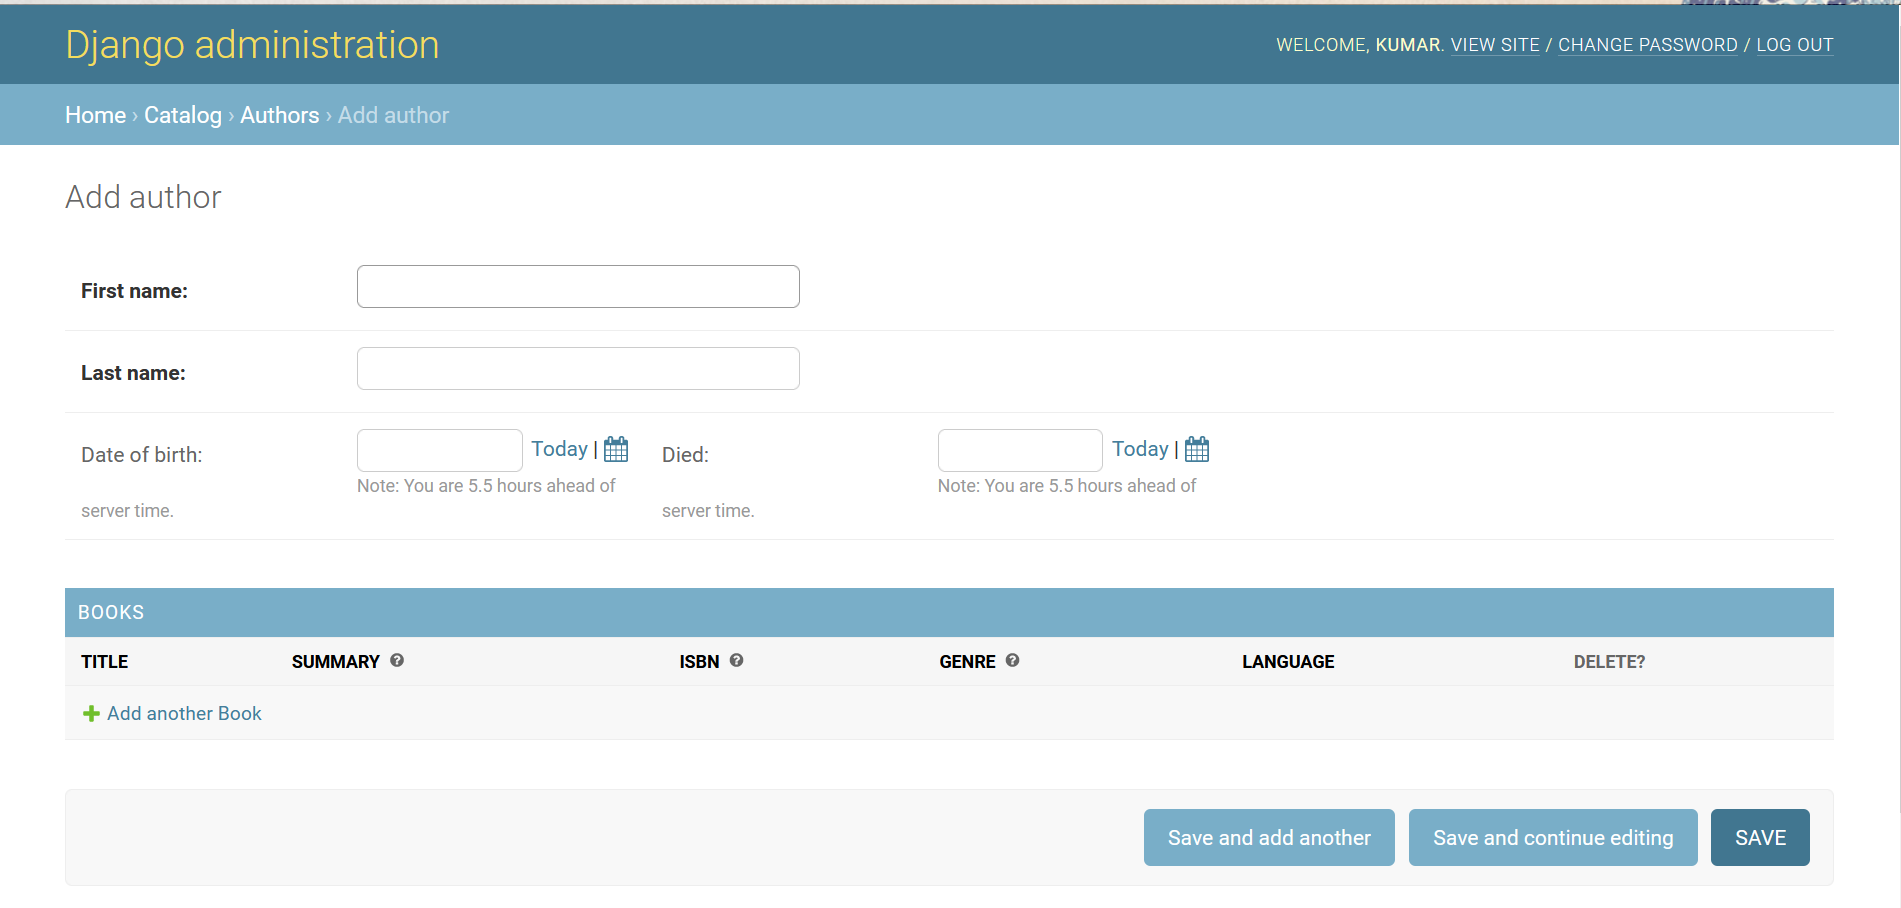 Django administration
WELCOME, KUMAR. VIEW SITE / CHANGE PASSWORD / LOG OUT
Home › Catalog › Authors › Add author
Add author
First name:
Last name:
Date of birth: Today | Died: Today |
Note: You are 5.5 hours ahead of Note: You are 5.5 hours ahead of
server time. server time.
BOOKS
TITLE SUMMARY ? ISBN ? GENRE ? LANGUAGE DELETE?
Add another Book
Save and add another Save and continue editing SAVE